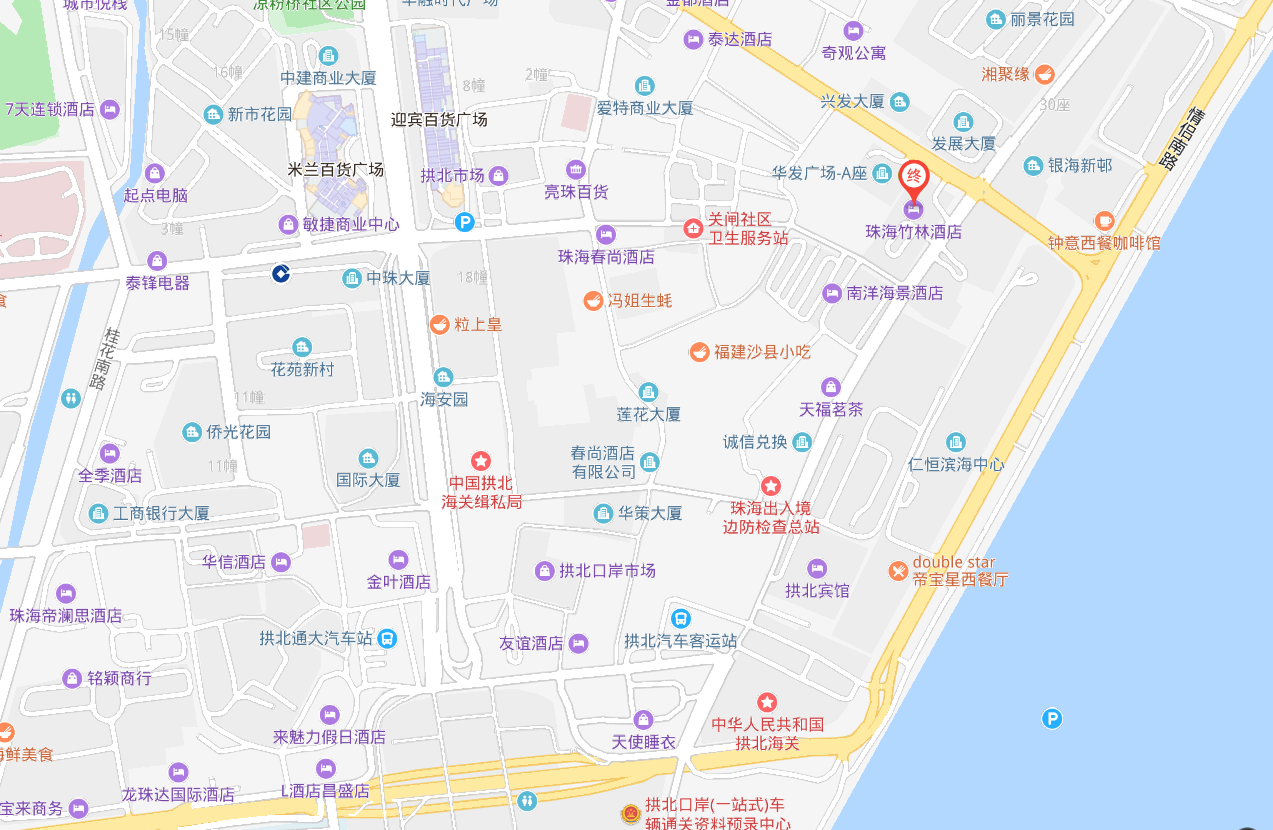 城市悦栈
凉粉桥社区公园
金都酒店
丽景花园
泰达酒店
奇观公寓
15幢
16幢
8幢
2幢
中建商业大厦
湘聚缘
30座
7天连锁酒店
新市花园
迎宾百货广场
爱特商业大厦
兴发大厦
发展大厦
情侣南路
米兰百货广场
拱北市场
亮珠百货
华发广场-A座
终
银海新邨
起点电脑
3幢
敏捷商业中心
P
关闸社区
卫生服务站
珠海竹林酒店
钟意西餐咖啡馆
珠海春尚酒店
泰锋电器
中珠大厦
18幢
冯姐生蚝
南洋海景酒店
食
粒上皇
桂花南路
花苑新村
福建沙县小吃
海安园
11幢
莲花大厦
天福茗茶
侨光花园
诚信兑换
11幢
全季酒店
国际大厦
春尚酒店
有限公司
仁恒滨海中心
中国拱北
海关缉私局
工商银行大厦
华策大厦
珠海出入境
边防检查总站
华信酒店
金叶酒店
拱北口岸市场
拱北宾馆
double star
帝宝星西餐厅
珠海帝澜思酒店
拱北通大汽车站
友谊酒店
拱北汽车客运站
铭颖商行
来魅力假日酒店
天使睡衣
中华人民共和国
拱北海关
P
海鲜美食
龙珠达国际酒店
L酒店昌盛店
宝来商务
拱北口岸(一站式)车
辆通关资料预录中心